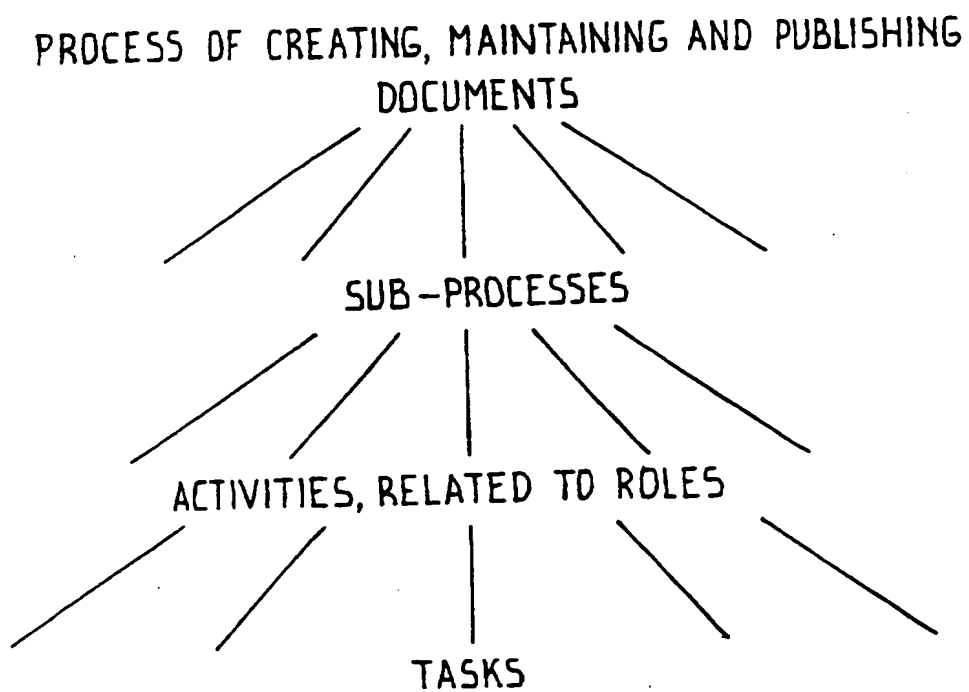 PROCESS OF CREATING, MAINTAINING AND PUBLISHING
DOCUMENTS
SUB-PROCESSES
ACTIVITIES, RELATED TO ROLES
TASKS